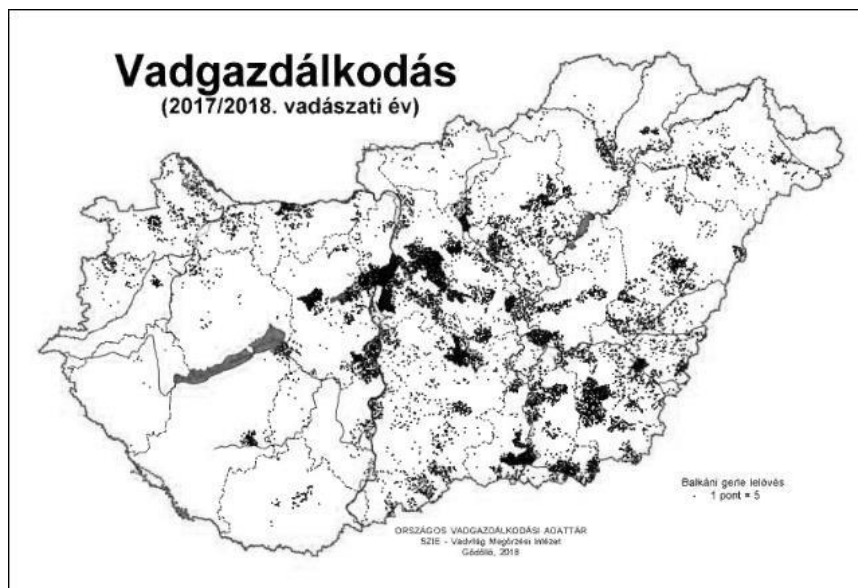 Vadgazdálkodás
(2017/2018. vadászati év)
Balkáni gerle lelövés
- 1 pont = 5
ORSZÁGOS VADGAZDÁLKODÁSI ADATTÁR
SZIE - Vadvilág Megőrzési Intézet
Gödöllő, 2018